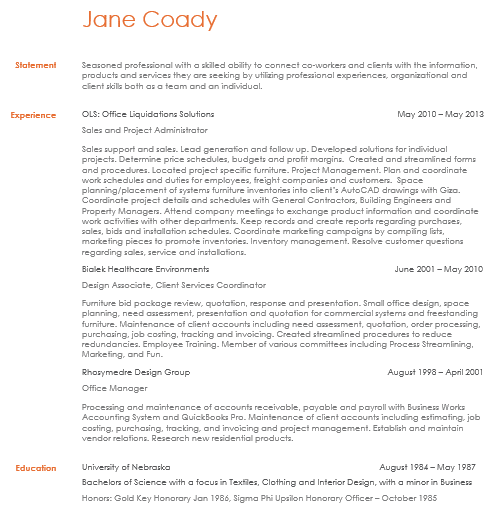 Jane Coady
Statement
Seasoned professional with a skilled ability to connect co-workers and clients with the information,
products and services they are seeking by utilizing professional experiences, organizational and
client skills both as a team and an individual.
Experience
OLS: Office Liquidations Solutions May 2010 – May 2013
Sales and Project Administrator
Sales support and sales. Lead generation and follow up. Developed solutions for individual
projects. Determine price schedules, budgets and profit margins.  Created and streamlined forms
and procedures. Located project specific furniture. Project Management. Plan and coordinate
work schedules and duties for employees, freight companies and customers.  Space
planning/placement of systems furniture inventories into client's AutoCAD drawings with Giza.
Coordinate project details and schedules with General Contractors, Building Engineers and
Property Managers. Attend company meetings to exchange product information and coordinate
work activities with other departments. Keep records and create reports regarding purchases,
sales, bids and installation schedules. Coordinate marketing campaigns by compiling lists,
marketing pieces to promote inventories. Inventory management. Resolve customer questions
regarding sales, service and installations.
Bialek Healthcare Environments June 2001 – May 2010
Design Associate, Client Services Coordinator
Furniture bid package review, quotation, response and presentation. Small office design, space
planning, need assessment, presentation and quotation for commercial systems and freestanding
furniture. Maintenance of client accounts including need assessment, quotation, order processing,
purchasing, job costing, tracking and invoicing. Created streamlined procedures to reduce
redundancies. Employee Training. Member of various committees including Process Streamlining,
Marketing, and Fun.
Rhosymedre Design Group August 1998 – April 2001
Office Manager
Processing and maintenance of accounts receivable, payable and payroll with Business Works
Accounting System and QuickBooks Pro. Maintenance of client accounts including estimating, job
costing, purchasing, tracking, and invoicing and project management. Establish and maintain
vendor relations. Research new residential products.
Education
University of Nebraska August 1984 – May 1987
Bachelors of Science with a focus in Textiles, Clothing and Interior Design, with a minor in Business
Honors: Gold Key Honorary Jan 1986, Sigma Phi Upsilon Honorary Officer – October 1985